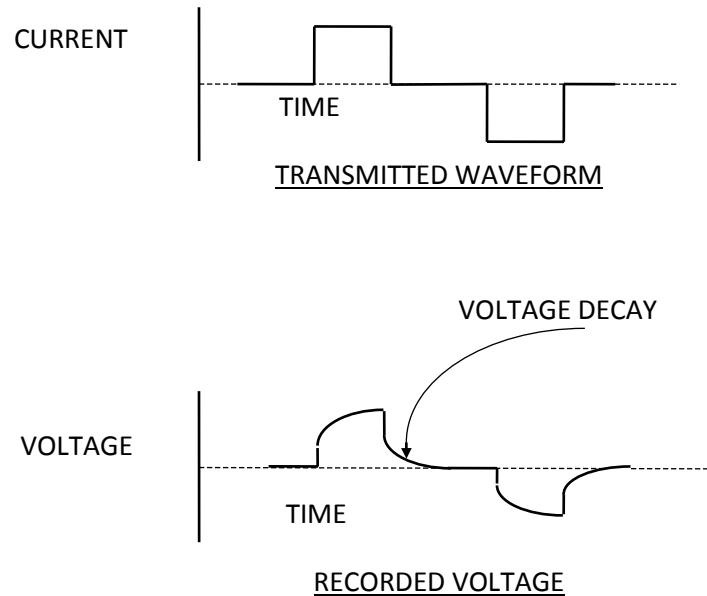 CURRENT
TIME
TRANSMITTED WAVEFORM
VOLTAGE DECAY
VOLTAGE
TIME
RECORDED VOLTAGE